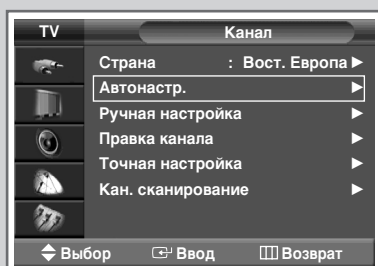 TV Канал
Страна : Вост. Европа
Автонастр.
Ручная настройка
Правка канала
Точная настройка
Кан. сканирование
Выбор Ввод Возврат